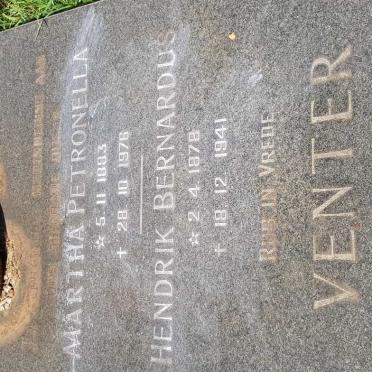 MARTHA PETRONELLA
☆ 5. 11 1883
✝ 28. 10 1976
HENDRIK BERNARDUS
☆ 2. 4. 1878
✝ 18. 12. 1941
RUS IN VREDE
VENTER